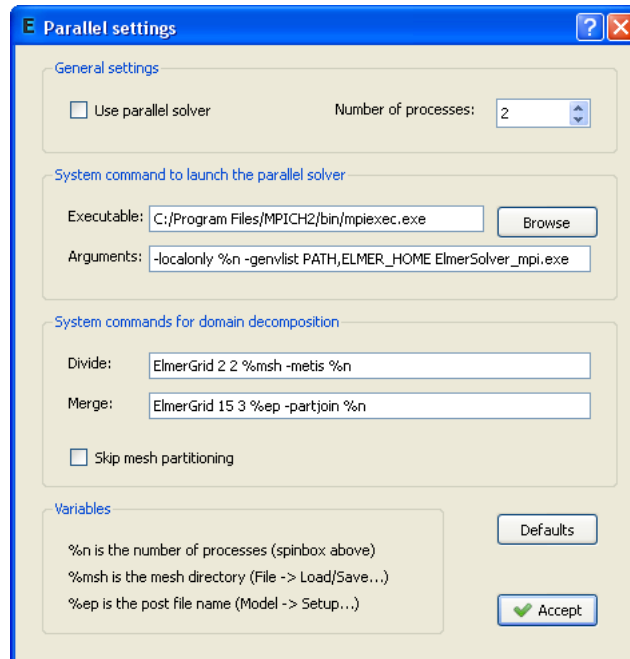 E Parallel settings
General settings
Use parallel solver Number of processes: 2
System command to launch the parallel solver
Executable: C:/Program Files/MPICH2/bin/mpiexec.exe Browse
Arguments: -localonly %n -genvlist PATH,ELMER_HOME ElmerSolver_mpi.exe
System commands for domain decomposition
Divide: ElmerGrid 2 2 %msh -metis %n
Merge: ElmerGrid 15 3 %ep -partjoin %n
Skip mesh partitioning
Variables
Defaults
%n is the number of processes (spinbox above)
%msh is the mesh directory (File -> Load/Save...)
%ep is the post file name (Model -> Setup...)
Accept